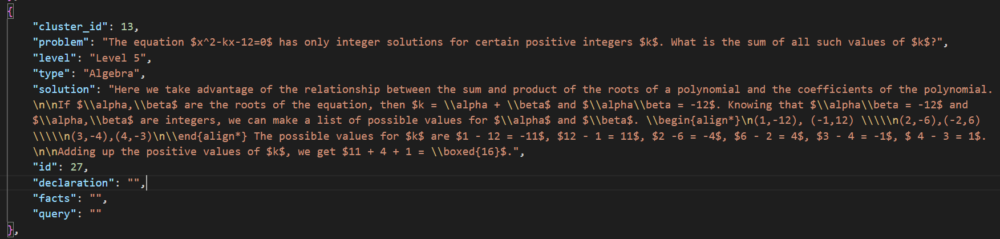 {
"cluster_id": 13,
"problem": "The equation $x^2-kx-12=0$ has only integer solutions for certain positive integers $k$. What is the sum of all such values of $k$?",
"level": "Level 5",
"type": "Algebra",
"solution": "Here we take advantage of the relationship between the sum and product of the roots of a polynomial and the coefficients of the polynomial.
\n\nIf $\\alpha,\\beta$ are the roots of the equation, then $k = \\alpha + \\beta$ and $\\alpha\\beta = -12$. Knowing that $\\alpha\\beta = -12$ and
$\\alpha,\\beta$ are integers, we can make a list of possible values for $\\alpha$ and $\\beta$. \\begin{align*}\n(1,-12), (-1,12) \\\\\n(2,-6),(-2,6)
\\\\\n(3,-4),(4,-3)\n\\end{align*} The possible values for $k$ are $1 - 12 = -11$, $12 - 1 = 11$, $2 -6 = -4$, $6 - 2 = 4$, $3 - 4 = -1$, $ 4 - 3 = 1$.
\n\nAdding up the positive values of $k$, we get $11 + 4 + 1 = \\boxed{16}$.",
"id": 27,
"declaration": "",
"facts": "",
"query": ""
},